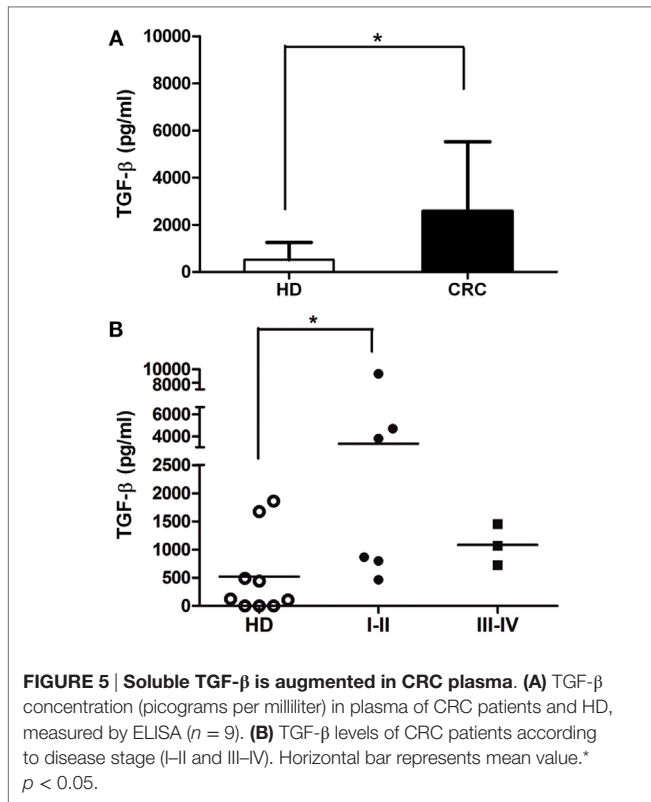 A
*
10000
8000
6000
4000
2000
0
TGF-β (pg/ml)
HD
CRC
B
*
10000
8000
6000
4000
2500
2000
1500
1000
500
0
TGF-β (pg/ml)
HD
I-II
III-IV
FIGURE 5 | Soluble TGF-β is augmented in CRC plasma. (A) TGF-β
concentration (picograms per milliliter) in plasma of CRC patients and HD,
measured by ELISA (n = 9). (B) TGF-β levels of CRC patients according
to disease stage (I–II and III–IV). Horizontal bar represents mean value.*
p < 0.05.